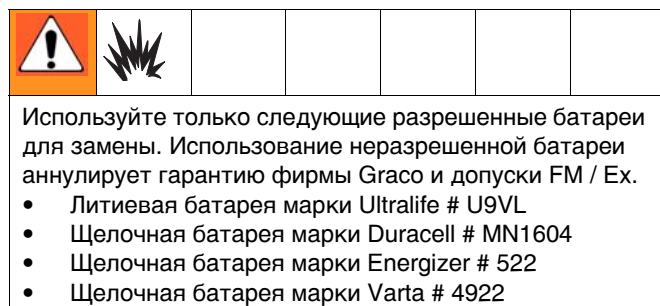 Используйте только следующие разрешенные батареи
для замены. Использование неразрешенной батареи
аннулирует гарантию фирмы Graco и допуски FM / Ex.
• Литиевая батарея марки Ultralife # U9VL
• Щелочная батарея марки Duracell # MN1604
• Щелочная батарея марки Energizer # 522
• Щелочная батарея марки Varta # 4922